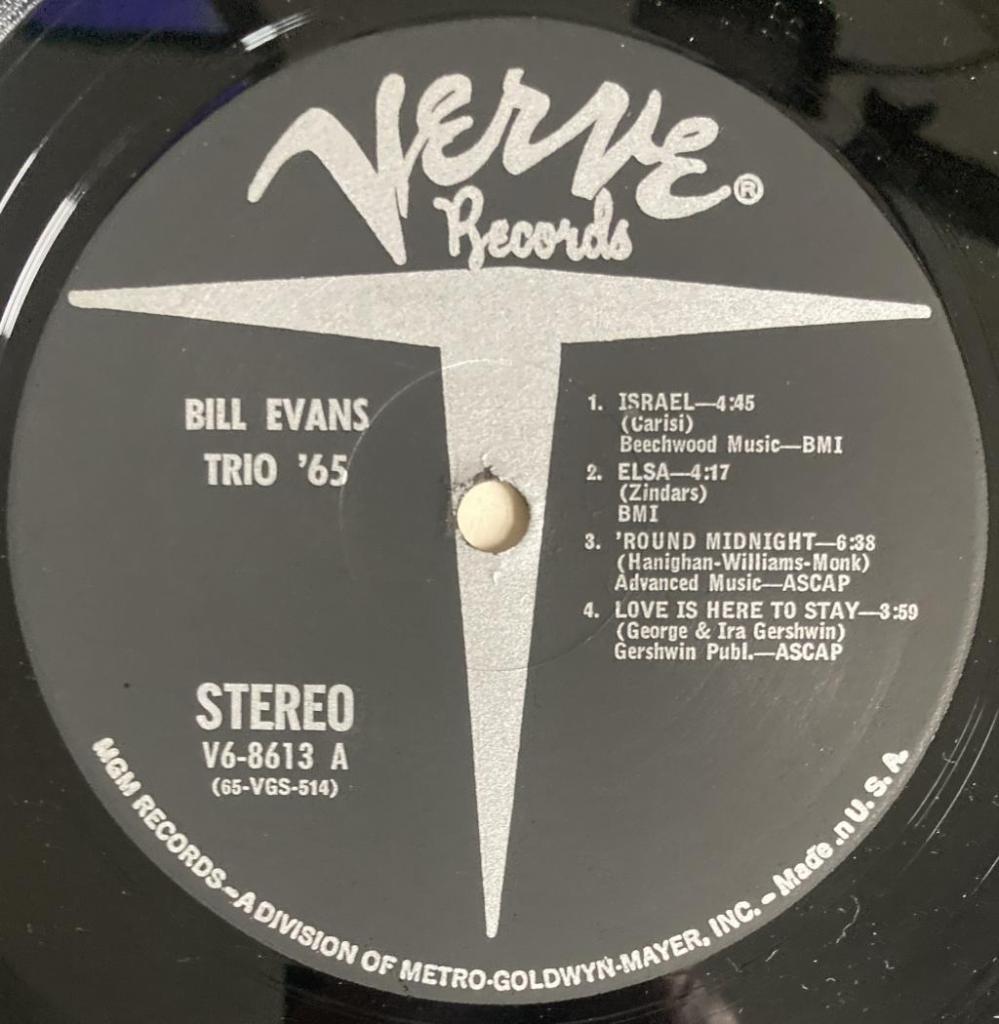 Verve®
Records
BILL EVANS
TRIO '65
1. ISRAEL—4:45
(Carisi)
Beechwood Music—BMI
2. ELSA—4:17
(Zindars)
BMI
3. 'ROUND MIDNIGHT—6:38
(Hanighan-Williams-Monk)
Advanced Music—ASCAP
4. LOVE IS HERE TO STAY—3:59
(George & Ira Gershwin)
Gershwin Publ.—ASCAP
STEREO
V6-8613 A
(65-VGS-514)
MGM RECORDS–A DIVISION OF METRO-GOLDWYN-MAYER, INC. – Made in U. S. A.